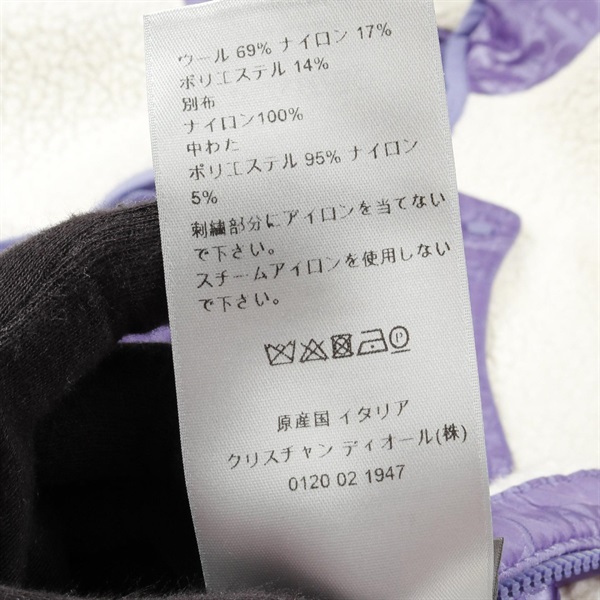 ウール 69% ナイロン 17%
ポリエステル 14%
別布
ナイロン100%
中わた
ポリエステル 95% ナイロン
5%
刺繍部分にアイロンを当てない
で下さい。
スチームアイロンを使用しない
で下さい。
P
原産国 イタリア
クリスチャン ディオール(株)
0120 02 1947